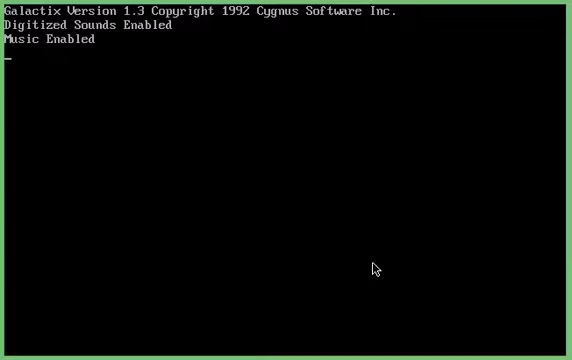 Galactix Version 1.3 Copyright 1992 Cygnus Software Inc.
Digitized Sounds Enabled
Music Enabled